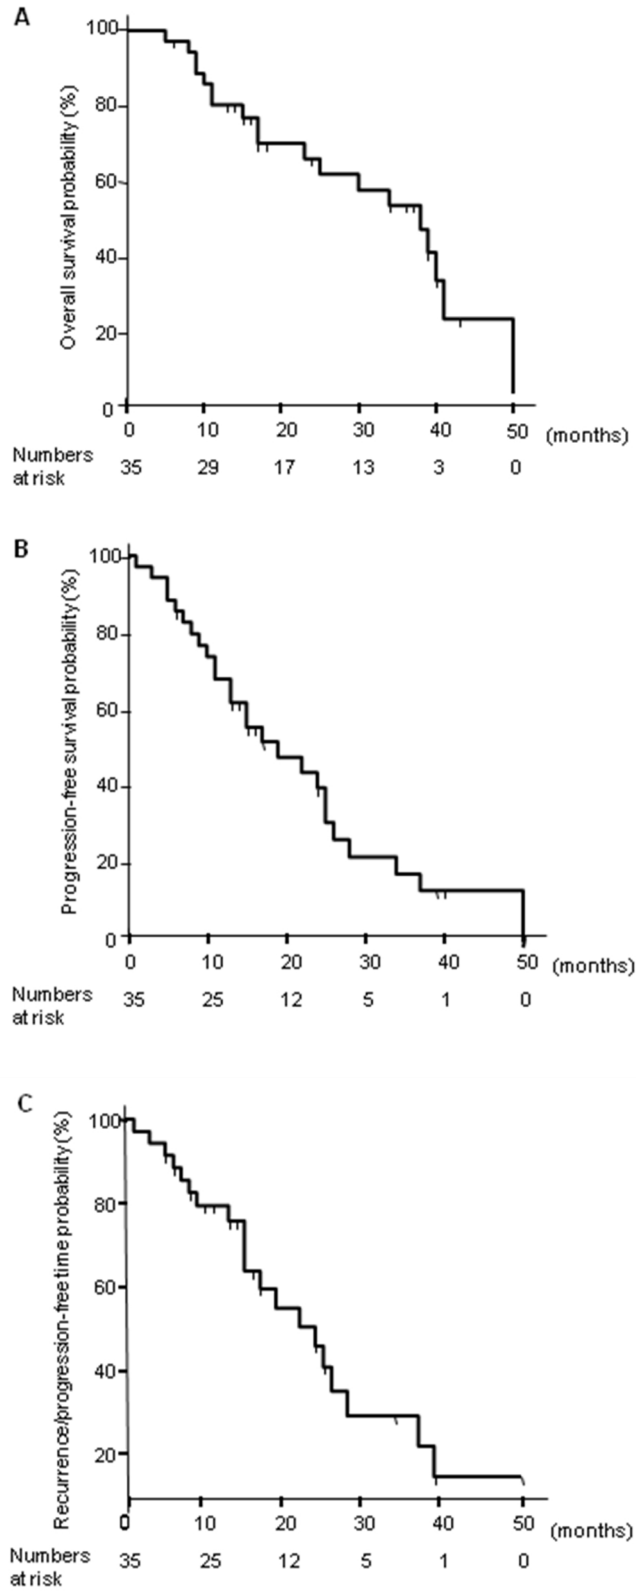 A
Overall survival probability (%)
100
80
60
40
20
0
0 10 20 30 40 50 (months)
Numbers at risk 35 29 17 13 3 0
B
Progression-free survival probability (%)
100
80
60
40
20
0
0 10 20 30 40 50 (months)
Numbers at risk 35 25 12 5 1 0
C
Recurrence/progression-free time probability (%)
100
80
60
40
20
0 10 20 30 40 50 (months)
Numbers at risk 35 25 12 5 1 0